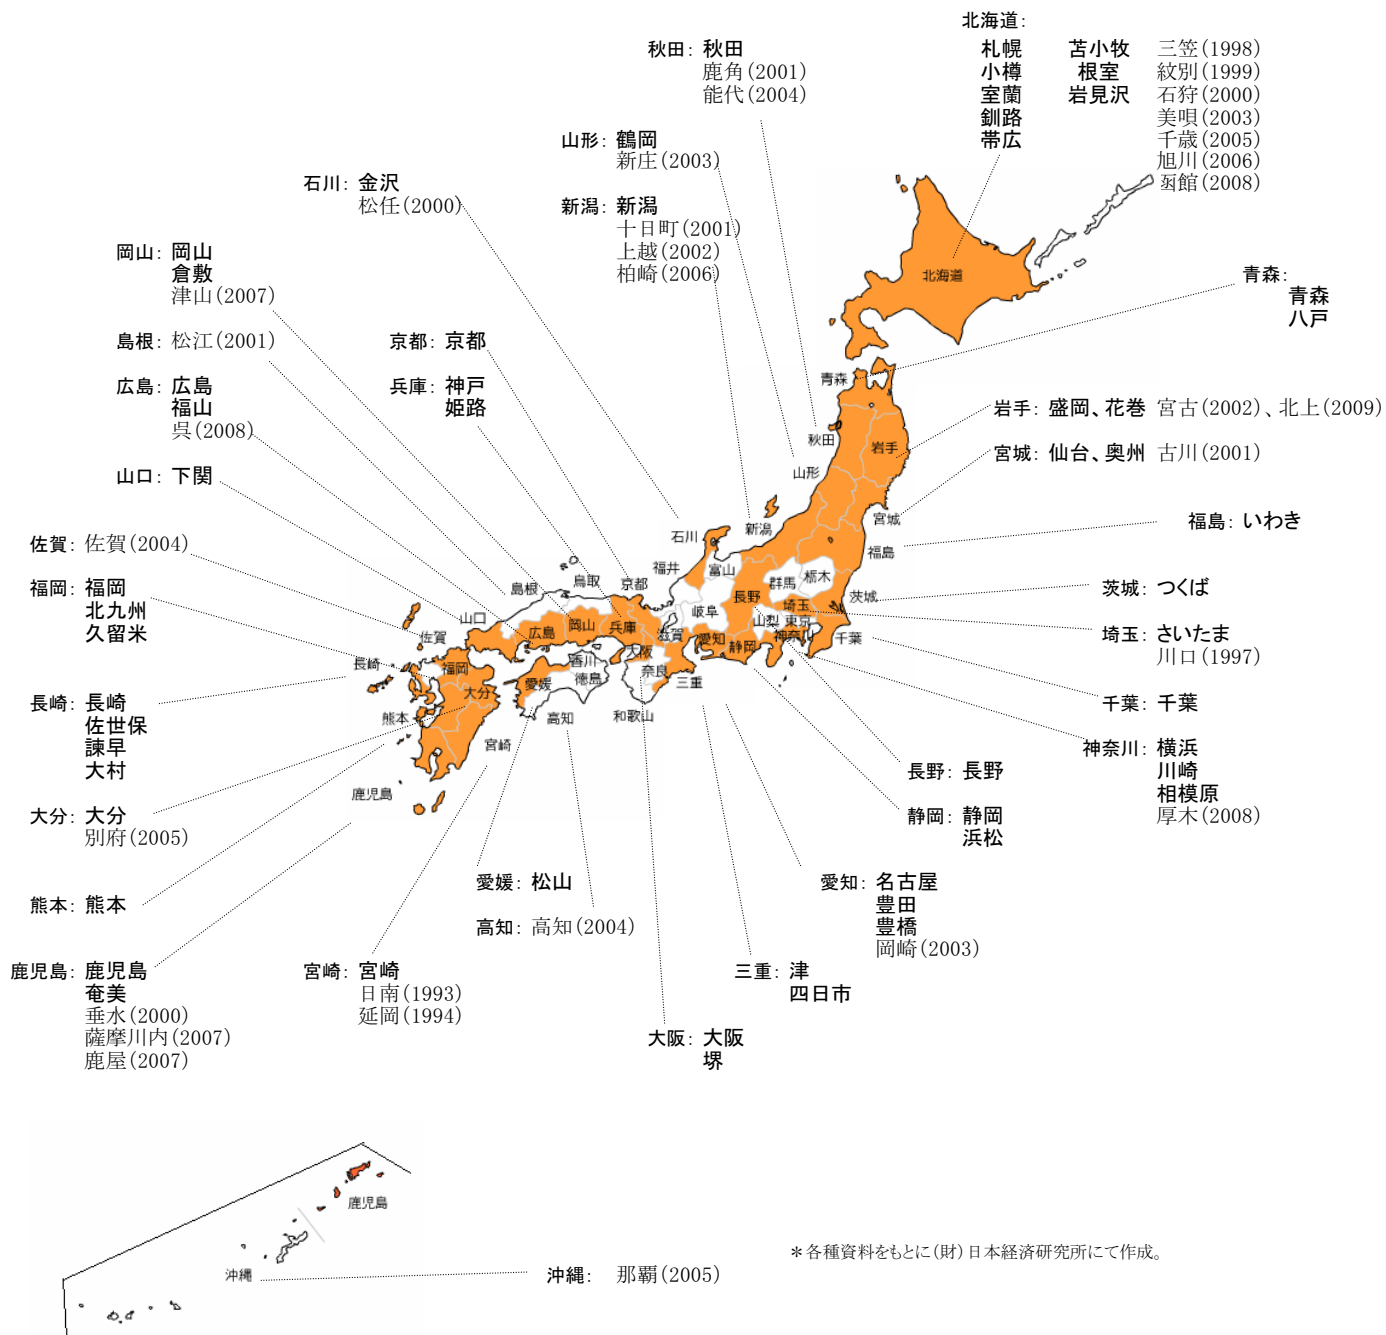 北海道:
札幌 苫小牧 三笠(1998)
小樽 根室 紋別(1999)
室蘭 岩見沢 石狩(2000)
釧路 美唄(2003)
帯広 千歳(2005)
旭川(2006)
函館(2008)
秋田: 秋田
鹿角(2001)
能代(2004)
山形: 鶴岡
新庄(2003)
石川: 金沢
松任(2000)
新潟: 新潟
十日町(2001)
上越(2002)
柏崎(2006)
岡山: 岡山
倉敷
津山(2007)
島根: 松江(2001)
広島: 広島
福山
呉(2008)
山口: 下関
京都: 京都
兵庫: 神戸
姫路
青森:
青森
八戸
岩手: 盛岡、花巻 宮古(2002)、北上(2009)
宮城: 仙台、奥州 古川(2001)
福島: いわき
茨城: つくば
埼玉: さいたま
川口(1997)
千葉: 千葉
神奈川: 横浜
川崎
相模原
厚木(2008)
長野: 長野
静岡: 静岡
浜松
愛知: 名古屋
豊田
豊橋
岡崎(2003)
三重: 津
四日市
大阪: 大阪
堺
愛媛: 松山
高知: 高知(2004)
宮崎: 宮崎
日南(1993)
延岡(1994)
佐賀: 佐賀(2004)
福岡: 福岡
北九州
久留米
長崎: 長崎
佐世保
諫早
大村
大分: 大分
別府(2005)
熊本: 熊本
鹿児島: 鹿児島
奄美
垂水(2000)
薩摩川内(2007)
鹿屋(2007)
北海道
青森
秋田
岩手
山形
宮城
新潟
福島
石川
富山
福井
群馬
栃木
茨城
長野
埼玉
岐阜
山梨
東京
神奈川
千葉
静岡
愛知
滋賀
三重
京都
大阪
奈良
和歌山
兵庫
鳥取
島根
岡山
広島
山口
香川
徳島
愛媛
高知
佐賀
福岡
長崎
大分
熊本
宮崎
鹿児島
鹿児島
沖縄
沖縄: 那覇(2005)
*各種資料をもとに(財)日本経済研究所にて作成。